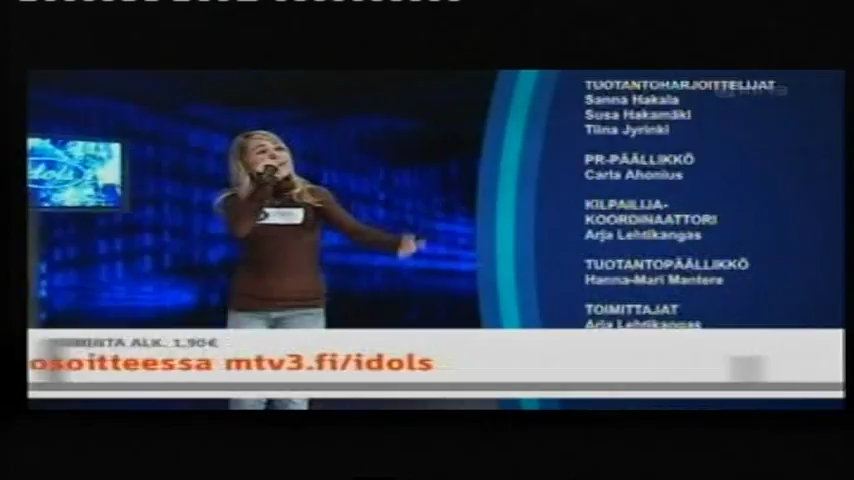 TUOTANTOHARJOITTELIJAT
Sanna Hakala
Susa Hakamäki
Tiina Jyrinki
PR-PÄÄLLIKKÖ
Carla Ahonius
KILPAILIJA-
KOORDINAATTORI
Arja Lehtikangas
TUOTANTOPÄÄLLIKKÖ
Hanna-Mari Mantere
TOIMITTAJAT
Arja Lehtikangas
idols
ALK. 1,90€
osoitteessa mtv3.fi/idols